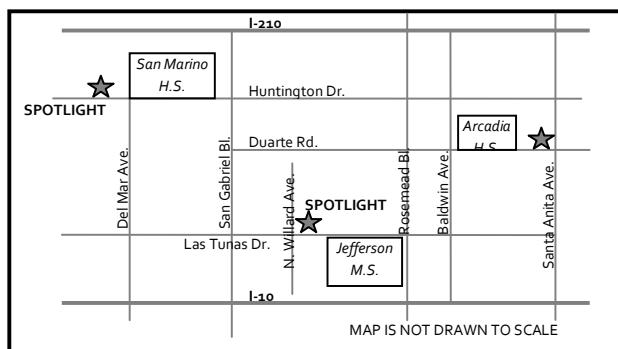 I-210
San Marino
H.S.
Huntington Dr.
SPOTLIGHT
Arcadia
H.S.
Duarte Rd.
Del Mar Ave.
San Gabriel Bl.
N. Willard Ave.
SPOTLIGHT
Rosemead Bl.
Baldwin Ave.
Santa Anita Ave.
Las Tunas Dr.
Jefferson
M.S.
I-10
MAP IS NOT DRAWN TO SCALE